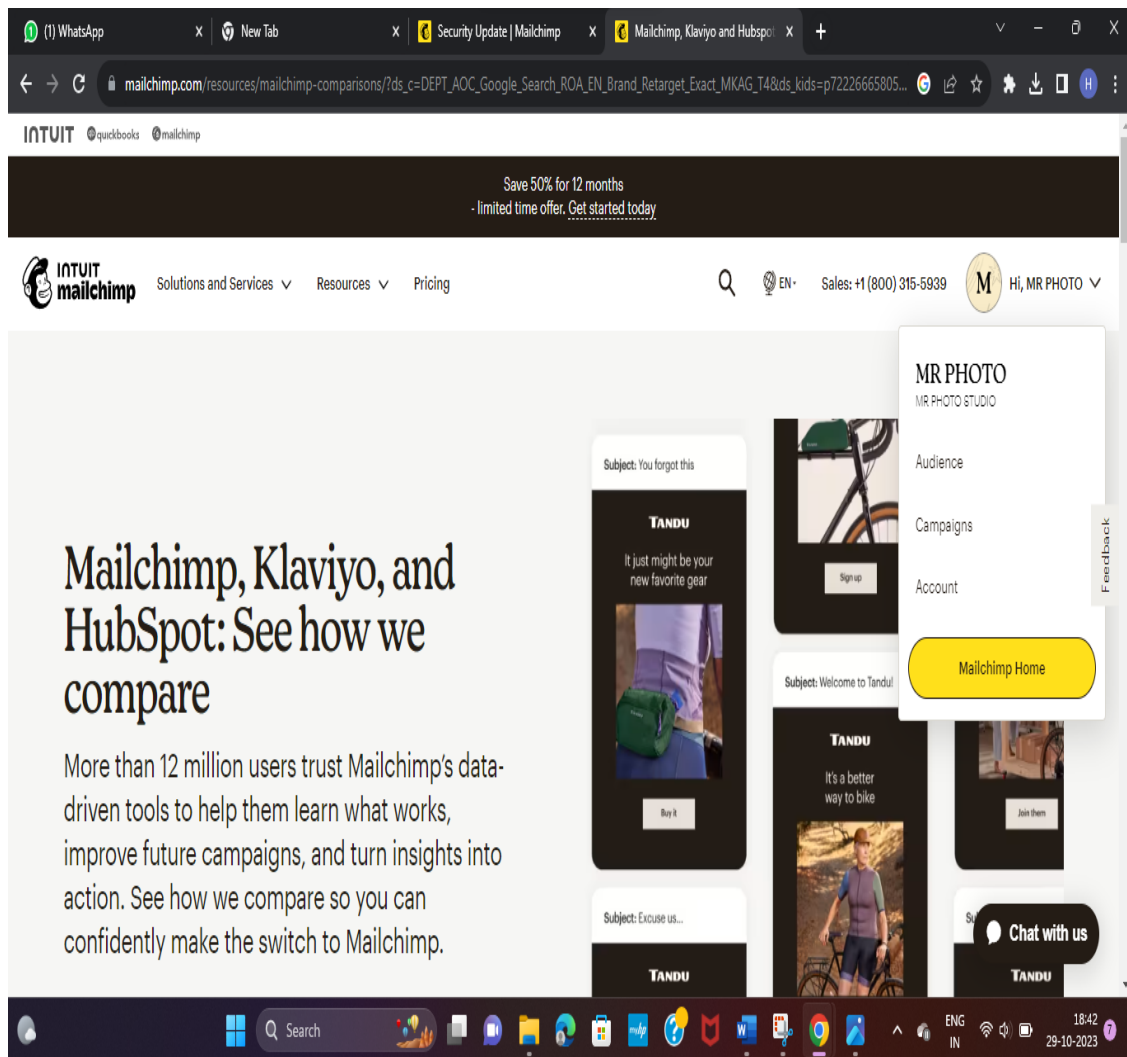 (1) WhatsApp
New Tab
Security Update | Mailchimp
Mailchimp, Klaviyo and Hubspot
mailchimp.com/resources/mailchimp-comparisons/?ds_c=DEPT_AOC_Google_Search_ROA_EN_Brand_Retarget_Exact_MKAG_T4&ds_kids=p72226665805...
H
INTUIT quickbooks mailchimp
Save 50% for 12 months
- limited time offer. Get started today
INTUIT
mailchimp
Solutions and Services
Resources
Pricing
EN
Sales: +1 (800) 315-5939
M
Hi, MR PHOTO
MR PHOTO
MR PHOTO STUDIO
Audience
Campaigns
Account
Mailchimp Home
Feedback
Mailchimp, Klaviyo, and
HubSpot: See how we
compare
More than 12 million users trust Mailchimp's data-
driven tools to help them learn what works,
improve future campaigns, and turn insights into
action. See how we compare so you can
confidently make the switch to Mailchimp.
Subject: You forgot this
TANDU
It just might be your
new favorite gear
Buy it
Subject: Excuse us...
TANDU
Sign up
Subject: Welcome to Tandu!
TANDU
It's a better
way to bike
Join them
Su
TANDU
Chat with us
Search
myhp
ENG
IN
18:42
29-10-2023
7